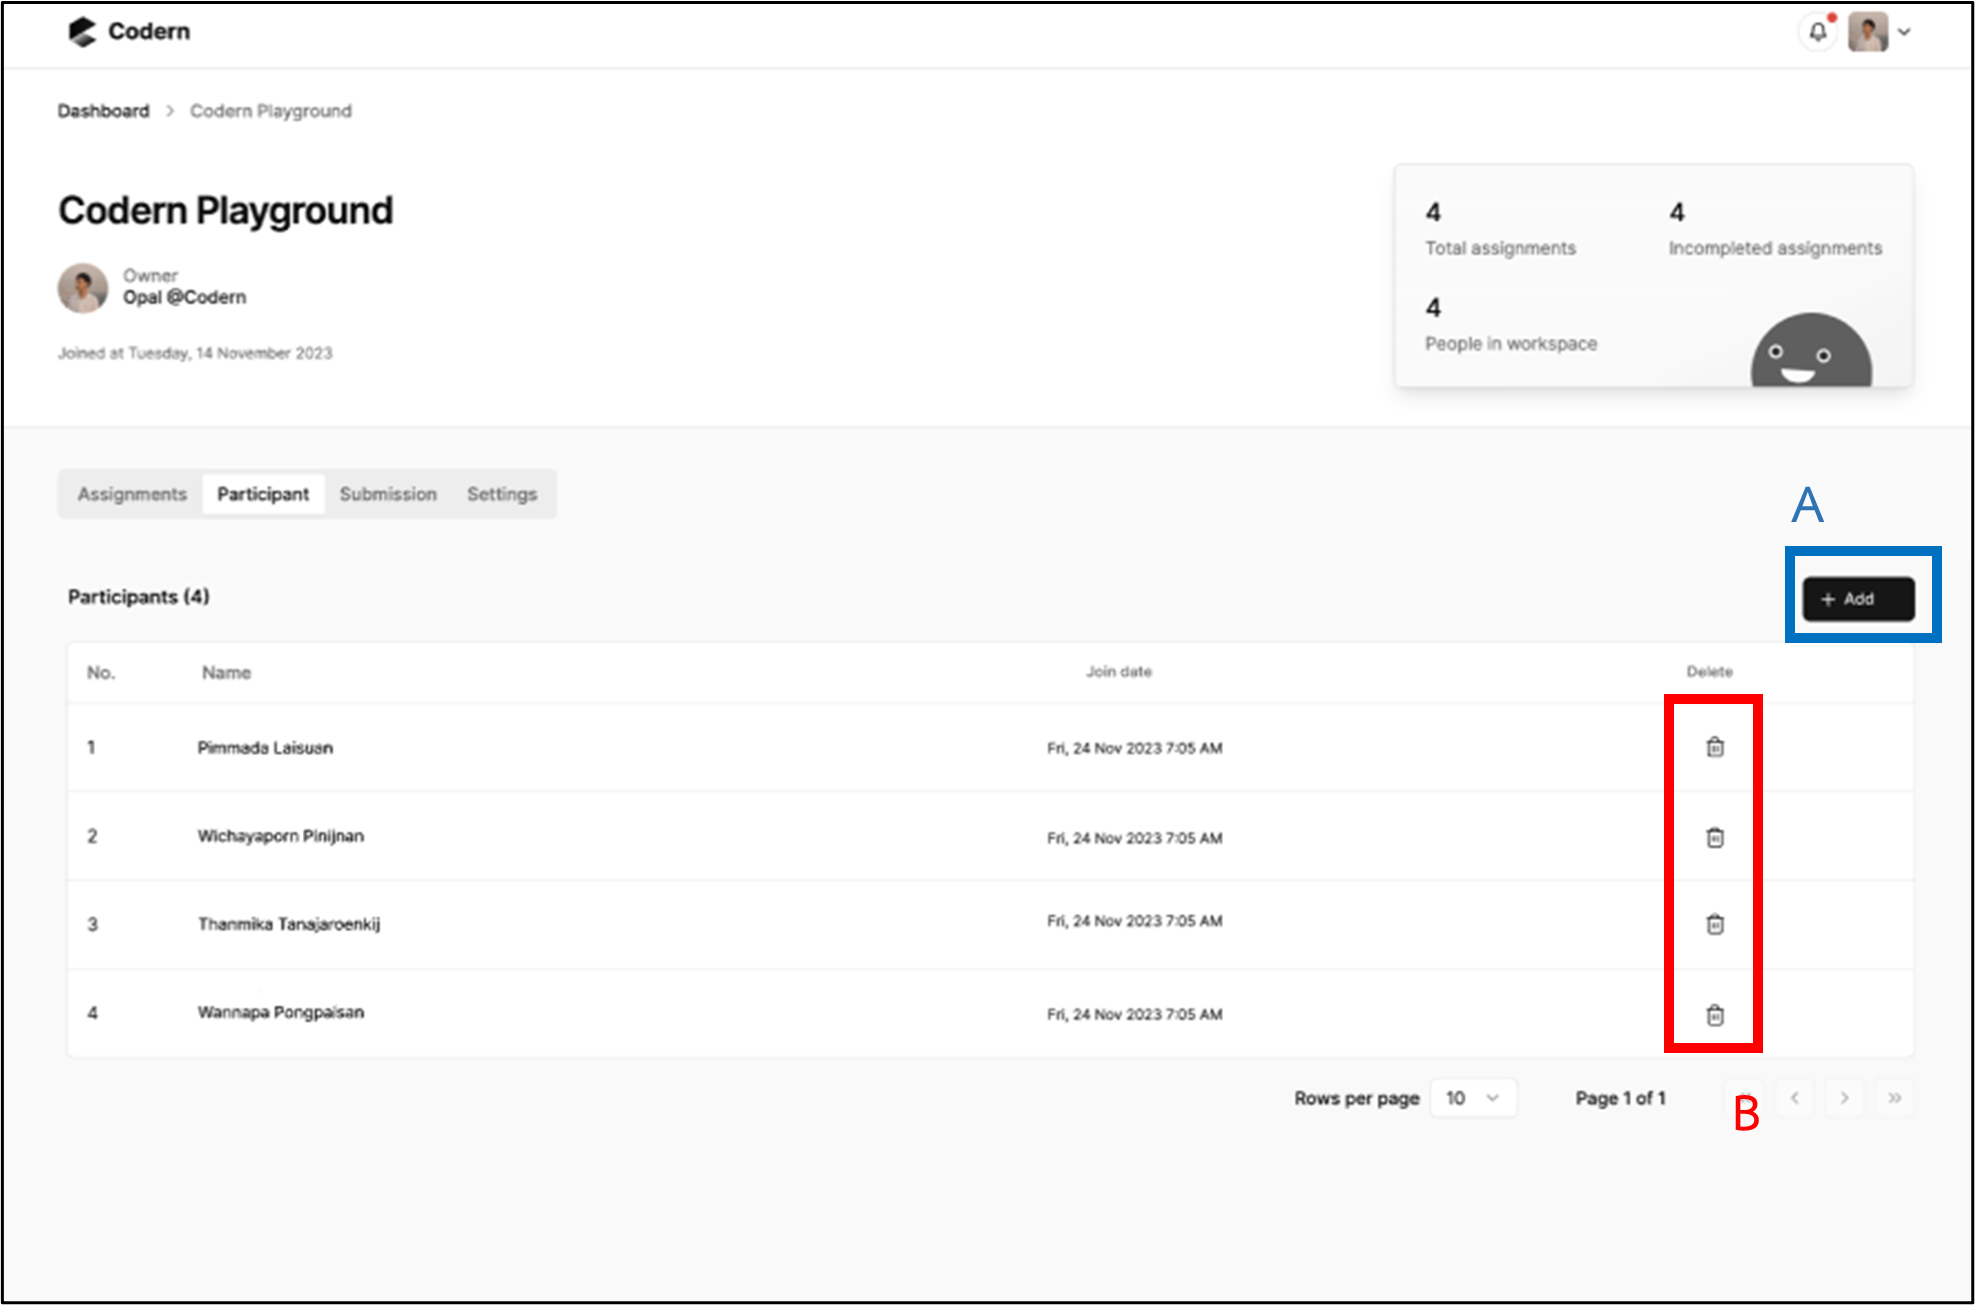 Codern
Dashboard > Codern Playground
Codern Playground
Owner
Opal @Codern
Joined at Tuesday, 14 November 2023
4
Total assignments
4
Incompleted assignments
4
People in workspace
Assignments Participant Submission Settings
A
Participants (4)
+ Add
No. Name Join date Delete
1 Pimmada Laisuan Fri, 24 Nov 2023 7:05 AM
2 Wichayaporn Pinijnan Fri, 24 Nov 2023 7:05 AM
3 Thanmika Tanajaroenkij Fri, 24 Nov 2023 7:05 AM
4 Wannapa Pongpaisan Fri, 24 Nov 2023 7:05 AM
Rows per page 10 Page 1 of 1
B